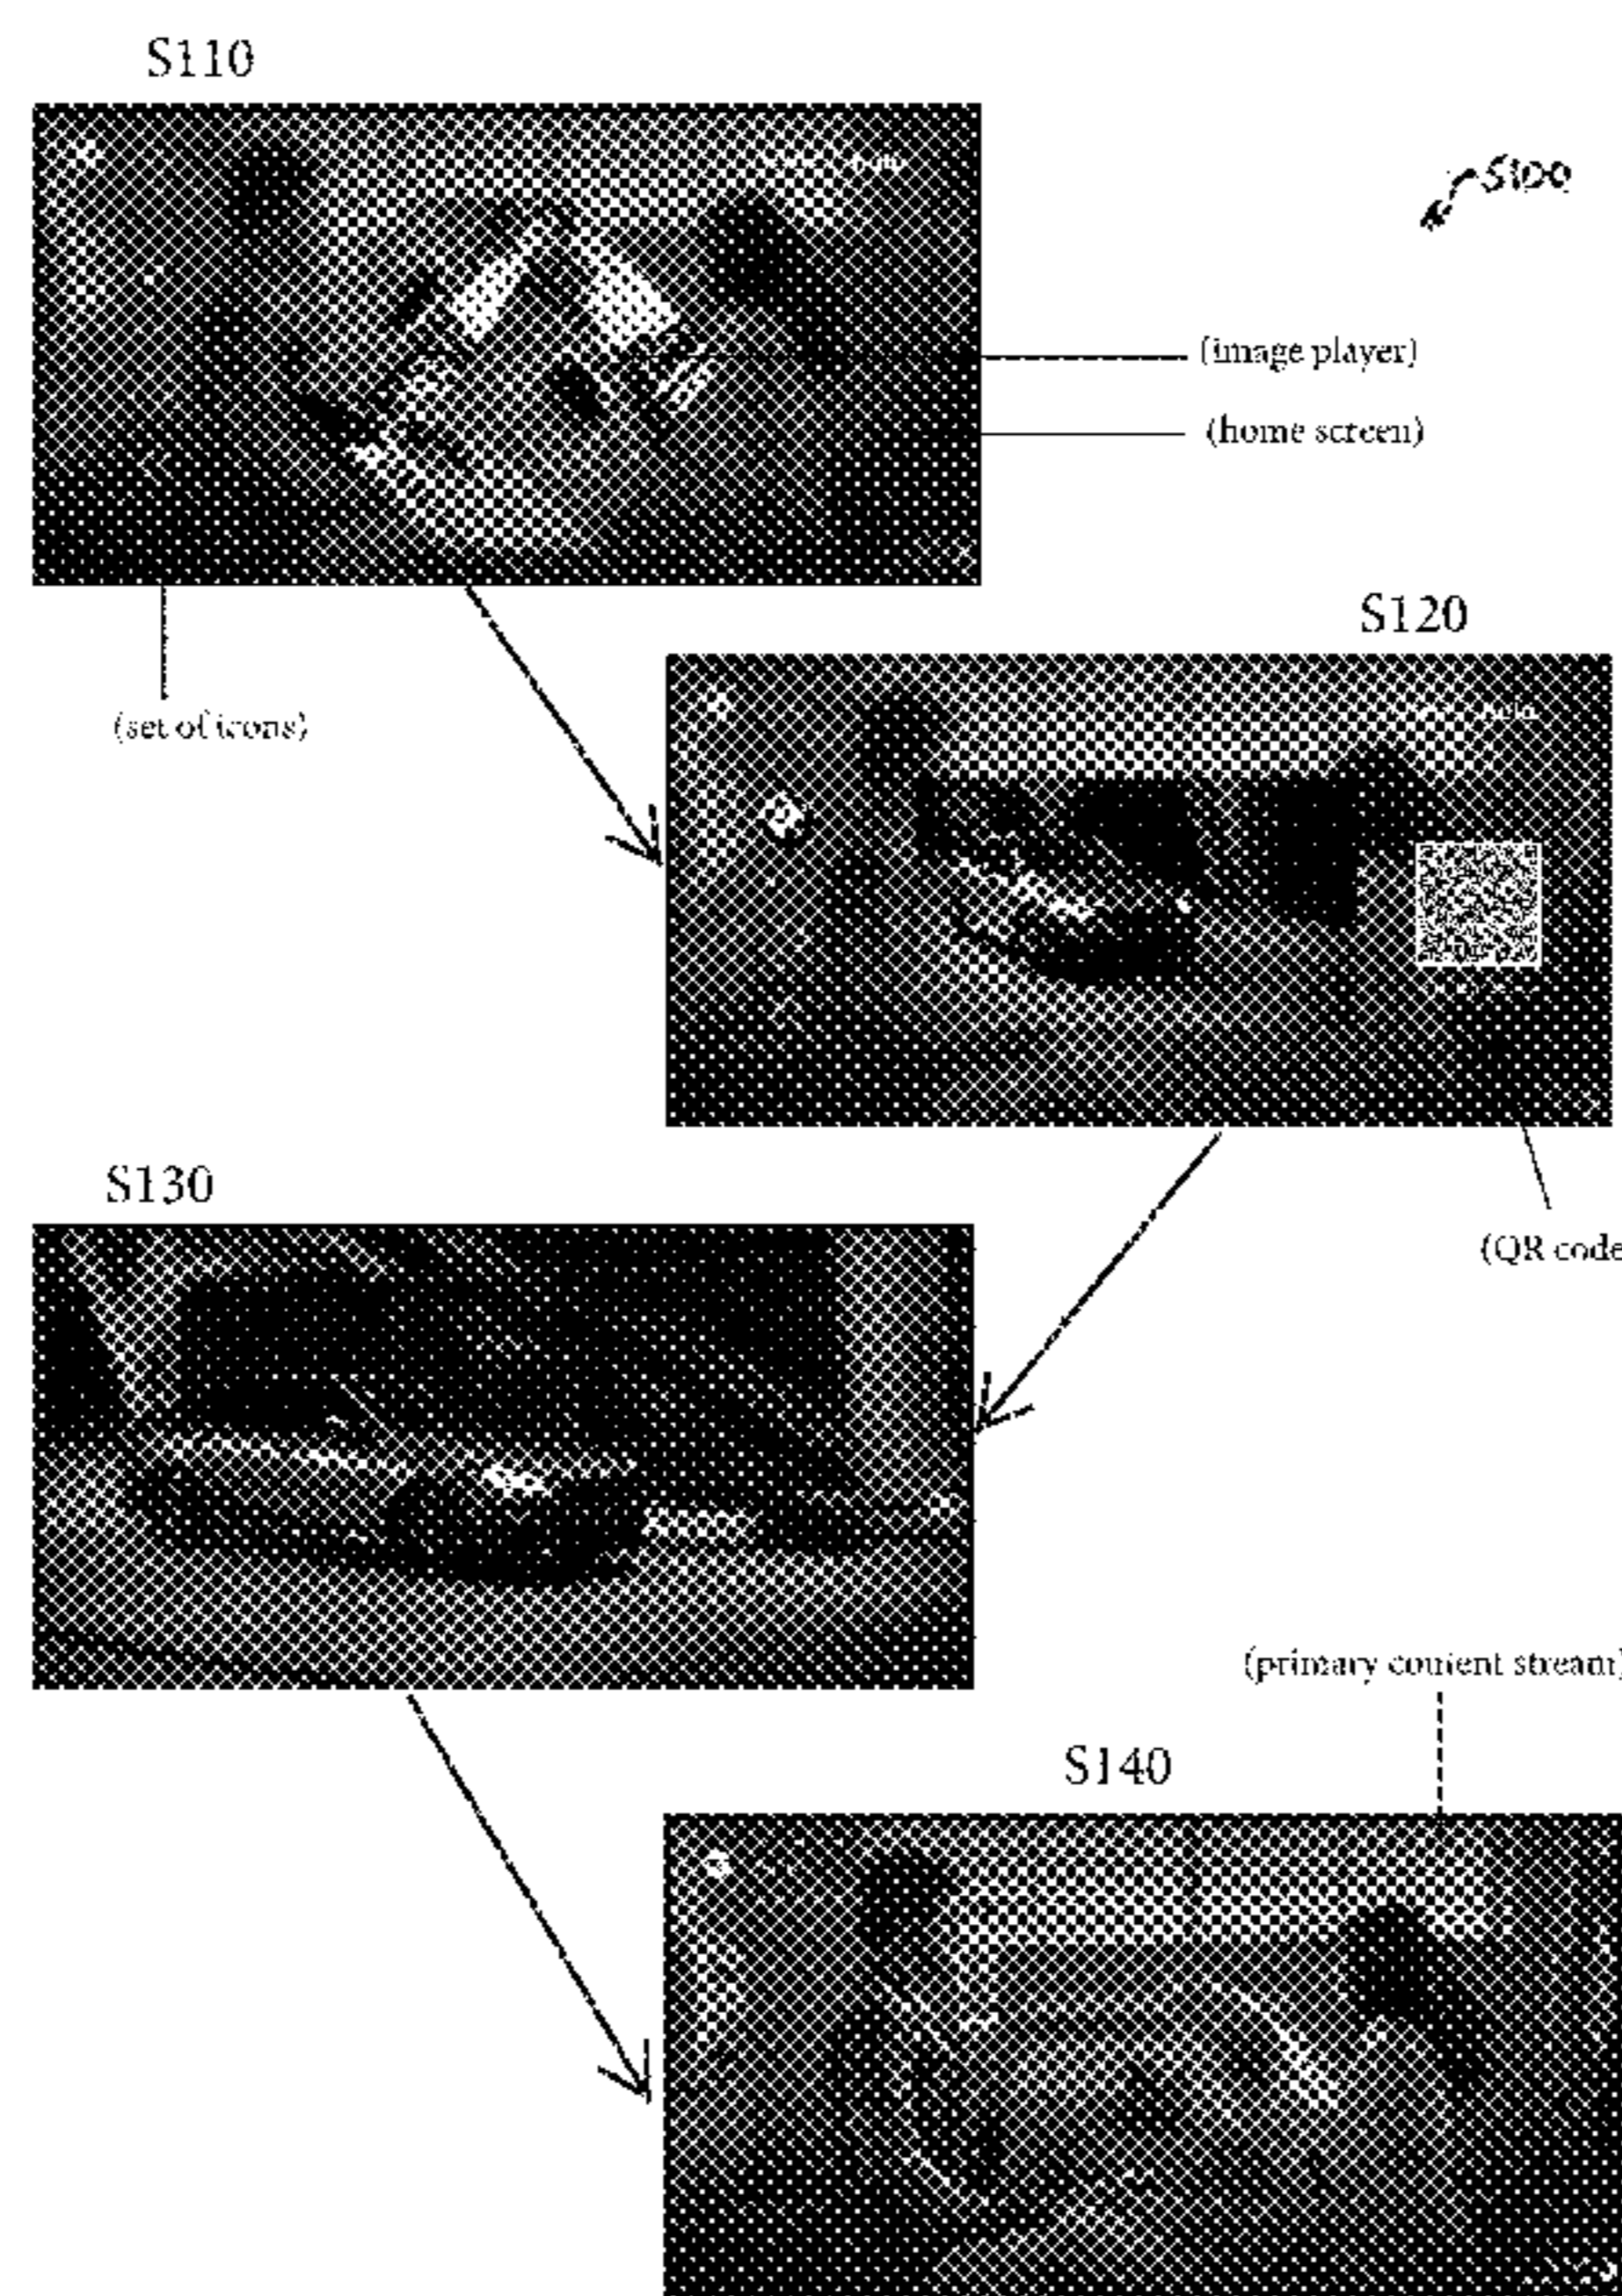 S110
S100
(image player)
(home screen)
S120
(set of icons)
S130
(QR code
(primary content stream)
S140